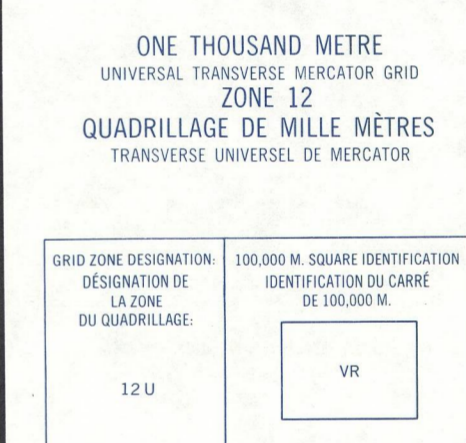 ONE THOUSAND METRE
UNIVERSAL TRANSVERSE MERCATOR GRID
ZONE 12
QUADRILLAGE DE MILLE MÈTRES
TRANSVERSE UNIVERSEL DE MERCATOR
GRID ZONE DESIGNATION:
DÉSIGNATION DE
LA ZONE
DU QUADRILLAGE:
12 U
100,000 M. SQUARE IDENTIFICATION
IDENTIFICATION DU CARRÉ
DE 100,000 M.
VR